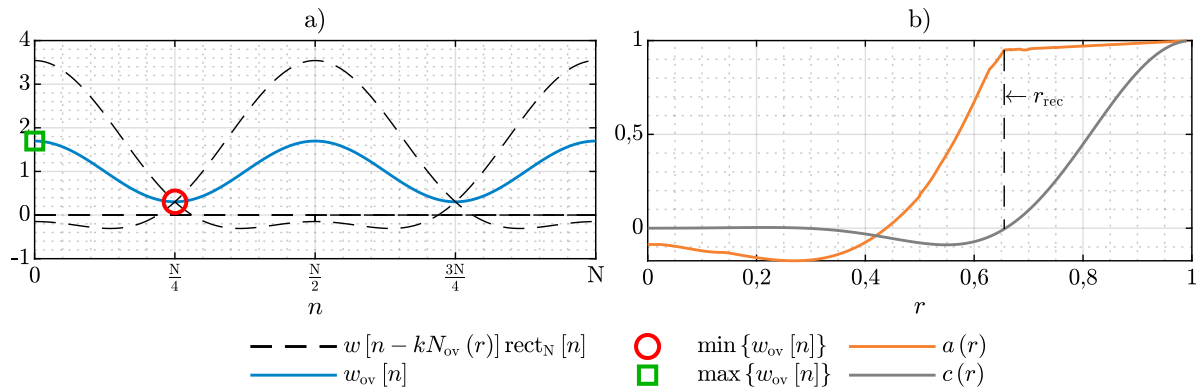 a)
4
3
2
1
0
-1
0
N/4
N/2
3N/4
N
n
b)
1
0,5
0
← r_rec
0
0,2
0,4
0,6
0,8
1
r
w [n − kN_ov (r)] rect_N [n]
w_ov [n]
min {w_ov [n]}
max {w_ov [n]}
a (r)
c (r)